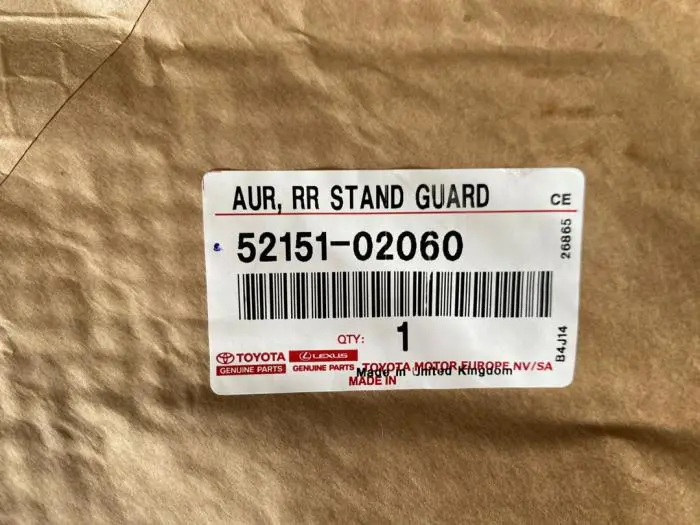 AUR, RR STAND GUARD
CE
52151-02060
26865
QTY: 1
B4J14
TOYOTA
GENUINE PARTS
LEXUS
GENUINE PARTS
TOYOTA MOTOR EUROPE NV/SA
Made in United Kingdom
MADE IN